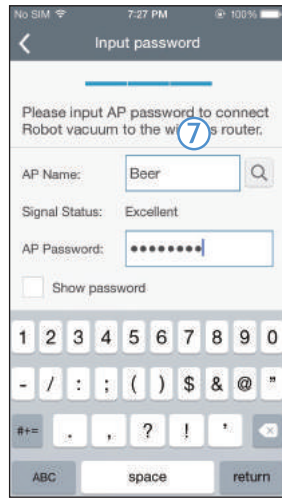 No SIM 7:27 PM 100%
Input password
Please input AP password to connect
Robot vacuum to the wi s router.
7
AP Name: Beer
Signal Status: Excellent
AP Password: ••••••••
Show password
1 2 3 4 5 6 7 8 9 0
- / : ; ( ) $ & @ "
#+= . , ? ! '
ABC space return